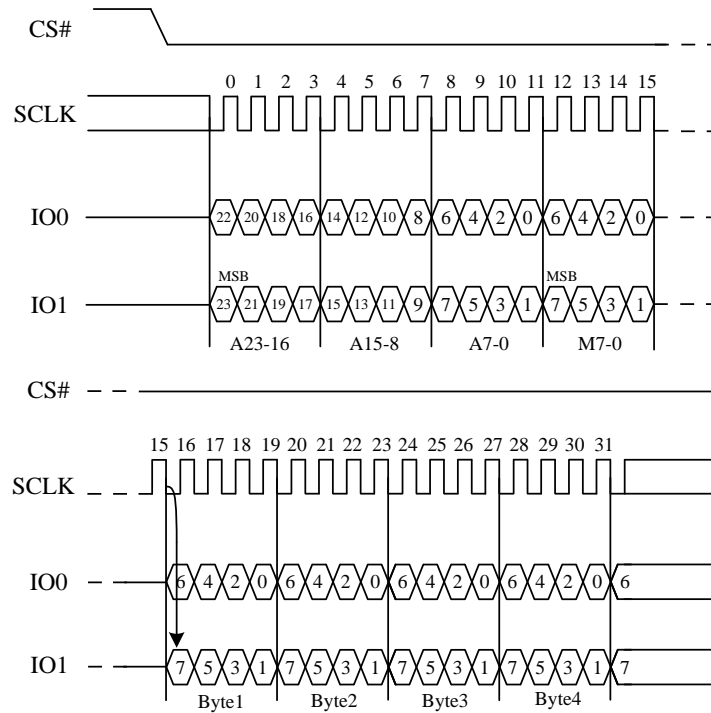 CS#
0 1 2 3 4 5 6 7 8 9 10 11 12 13 14 15
SCLK
IO0 22 20 18 16 14 12 10 8 6 4 2 0 6 4 2 0
MSB MSB
IO1 23 21 19 17 15 13 11 9 7 5 3 1 7 5 3 1
A23-16 A15-8 A7-0 M7-0
CS#
15 16 17 18 19 20 21 22 23 24 25 26 27 28 29 30 31
SCLK
IO0 6 4 2 0 6 4 2 0 6 4 2 0 6 4 2 0 6
IO1 7 5 3 1 7 5 3 1 7 5 3 1 7 5 3 1 7
Byte1 Byte2 Byte3 Byte4